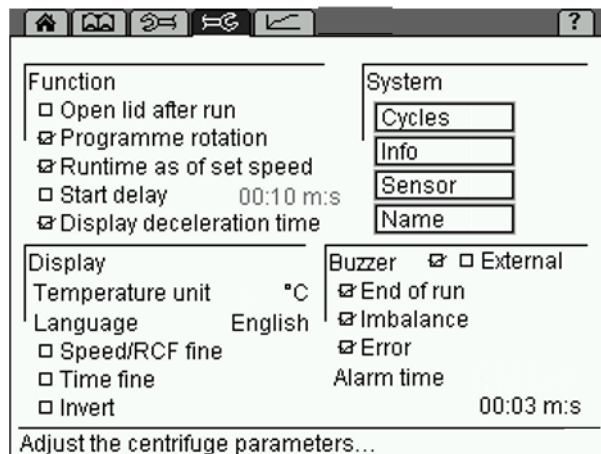 ?
Function
Open lid after run
Programme rotation
Runtime as of set speed
Start delay 00:10 m:s
Display deceleration time
System
Cycles
Info
Sensor
Name
Display
Temperature unit °C
Language English
Speed/RCF fine
Time fine
Invert
Buzzer External
End of run
Imbalance
Error
Alarm time
00:03 m:s
Adjust the centrifuge parameters...